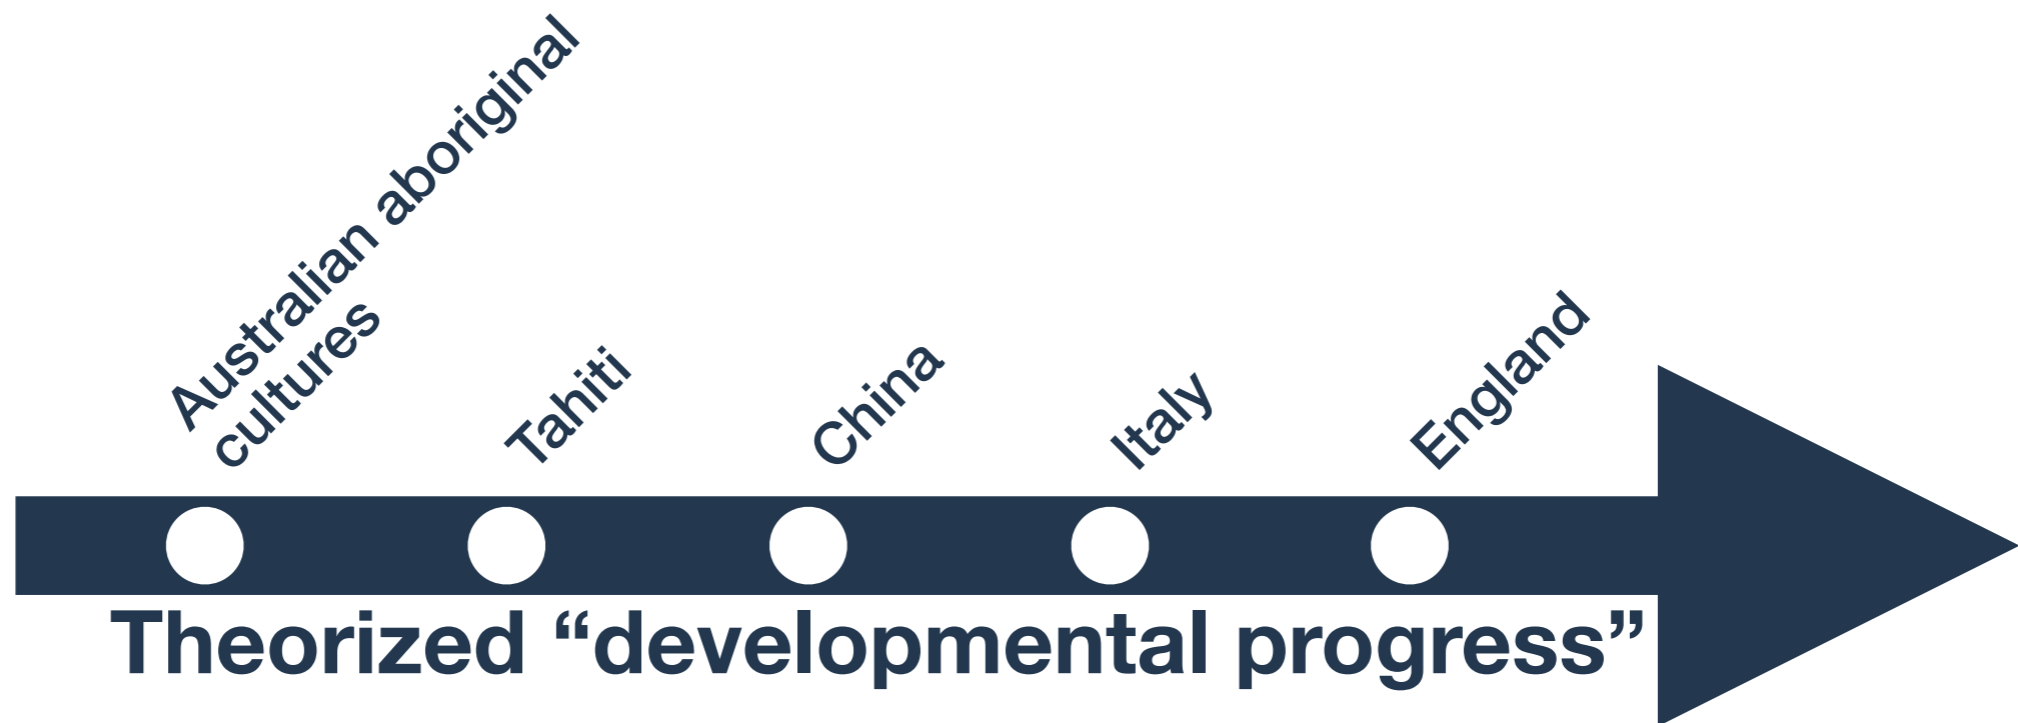 Australian aboriginal
cultures
Tahiti
China
Italy
England
Theorized “developmental progress”